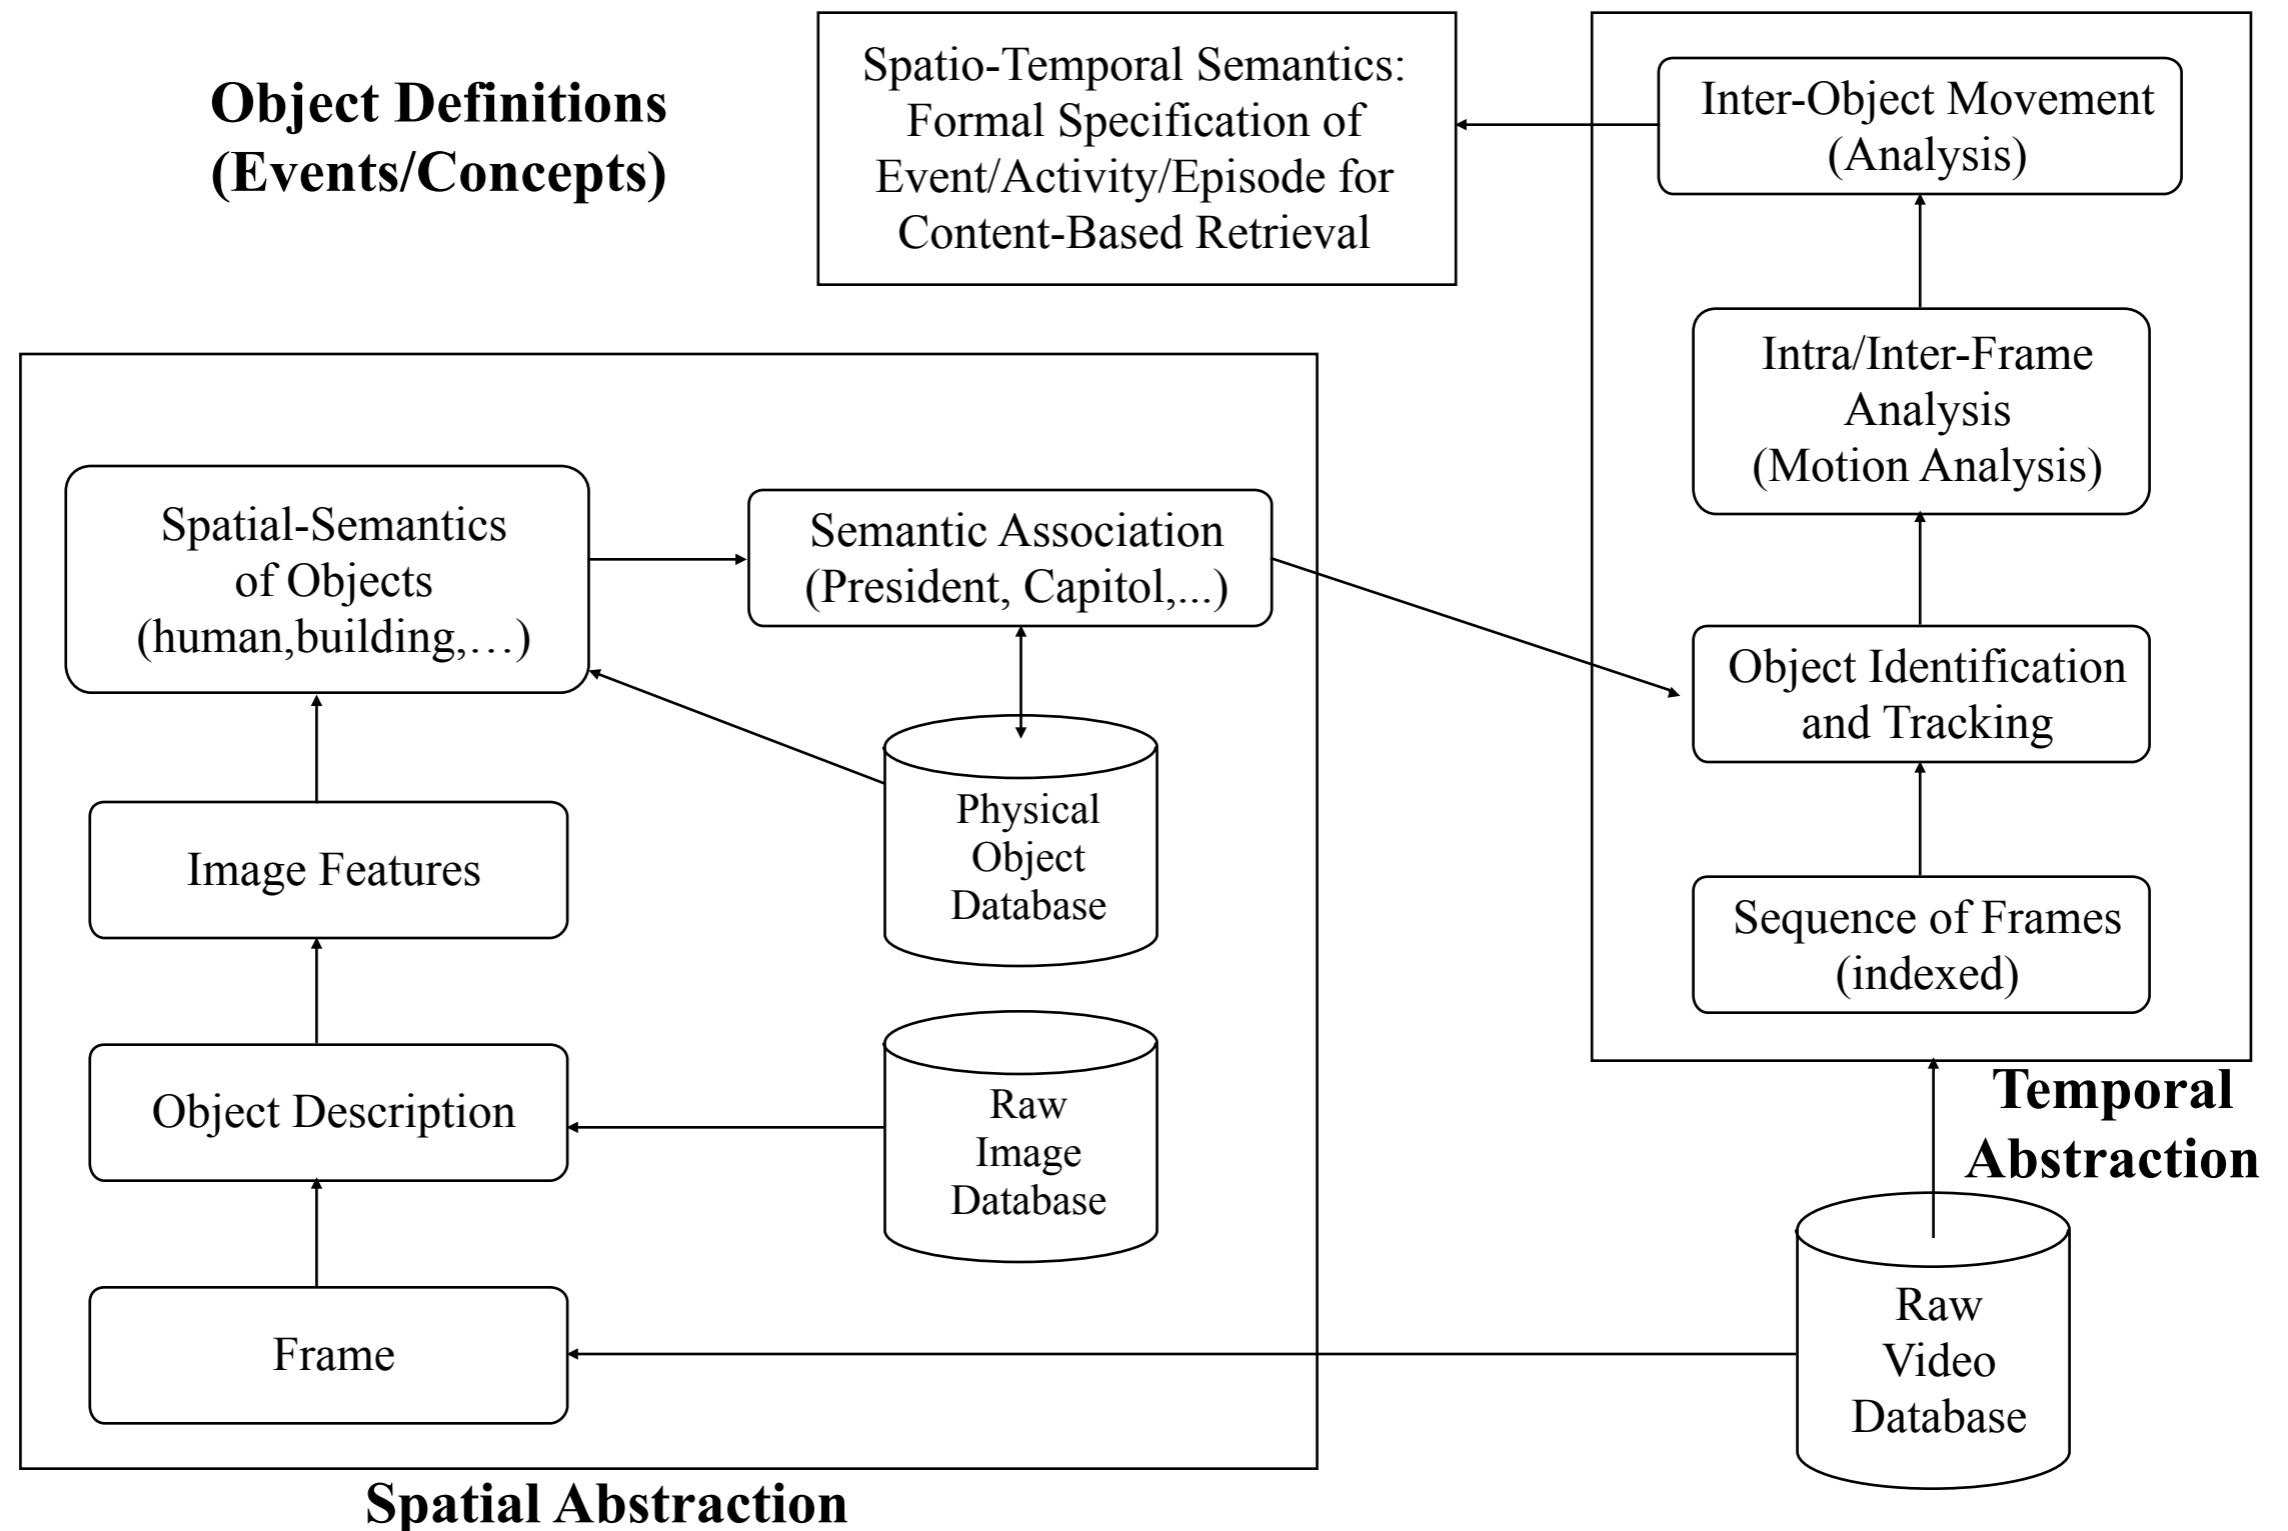 Object Definitions
(Events/Concepts)
Spatio-Temporal Semantics:
Formal Specification of
Event/Activity/Episode for
Content-Based Retrieval
Inter-Object Movement
(Analysis)
Intra/Inter-Frame
Analysis
(Motion Analysis)
Object Identification
and Tracking
Sequence of Frames
(indexed)
Temporal
Abstraction
Raw
Video
Database
Spatial-Semantics
of Objects
(human,building,…)
Semantic Association
(President, Capitol,...)
Physical
Object
Database
Image Features
Object Description
Raw
Image
Database
Frame
Spatial Abstraction